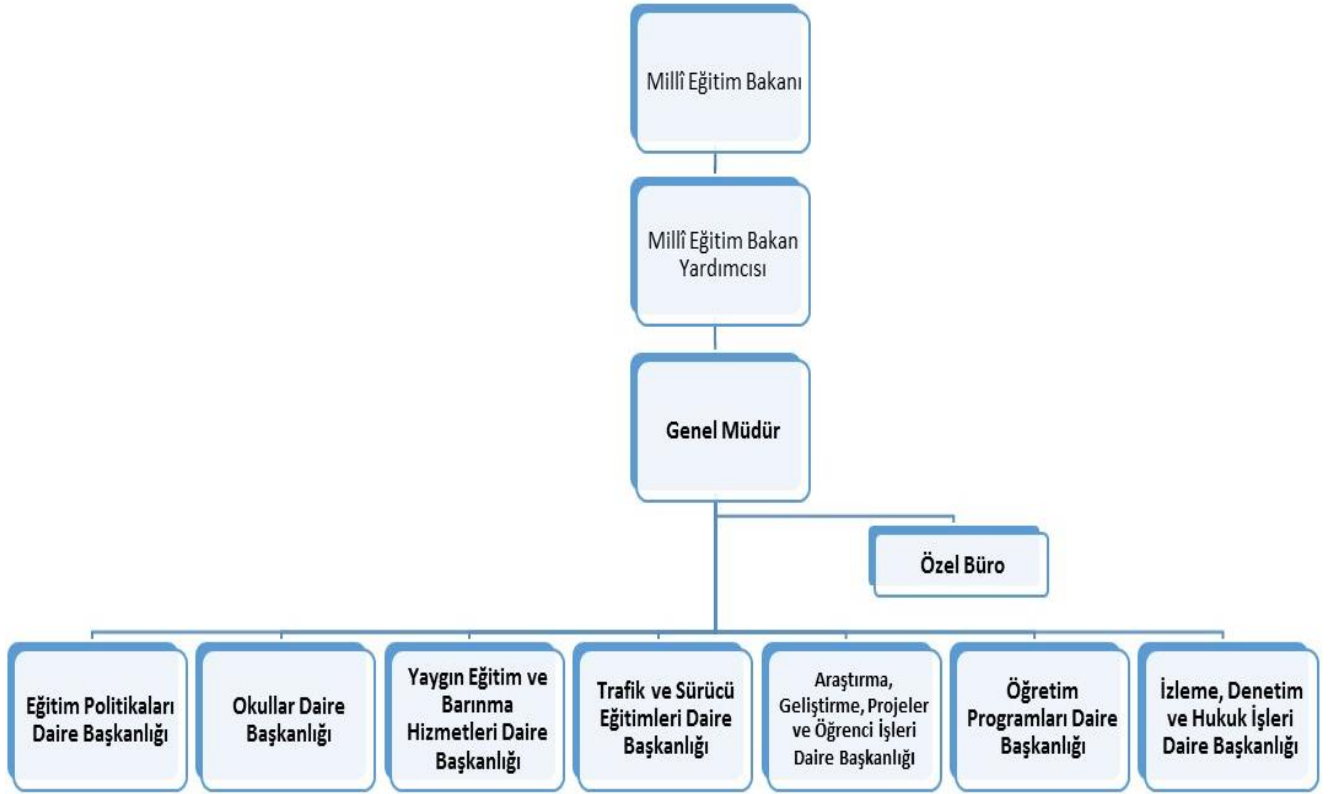 Millî Eğitim Bakanı
Millî Eğitim Bakan
Yardımcısı
Genel Müdür
Özel Büro
Eğitim Politikaları
Daire Başkanlığı
Okullar Daire
Başkanlığı
Yaygın Eğitim ve
Barınma
Hizmetleri Daire
Başkanlığı
Trafik ve Sürücü
Eğitimleri Daire
Başkanlığı
Araştırma,
Geliştirme, Projeler
ve Öğrenci İşleri
Daire Başkanlığı
Öğretim
Programları Daire
Başkanlığı
İzleme, Denetim
ve Hukuk İşleri
Daire Başkanlığı